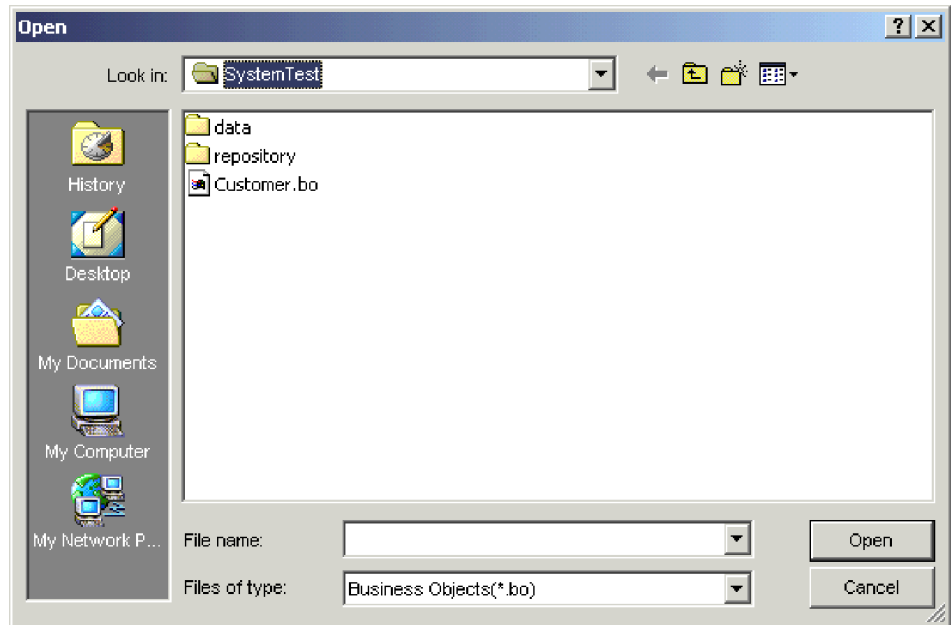 Open
Look in:
SystemTest
History
Desktop
My Documents
My Computer
My Network P...
data
repository
Customer.bo
File name:
Open
Files of type:
Business Objects(*.bo)
Cancel